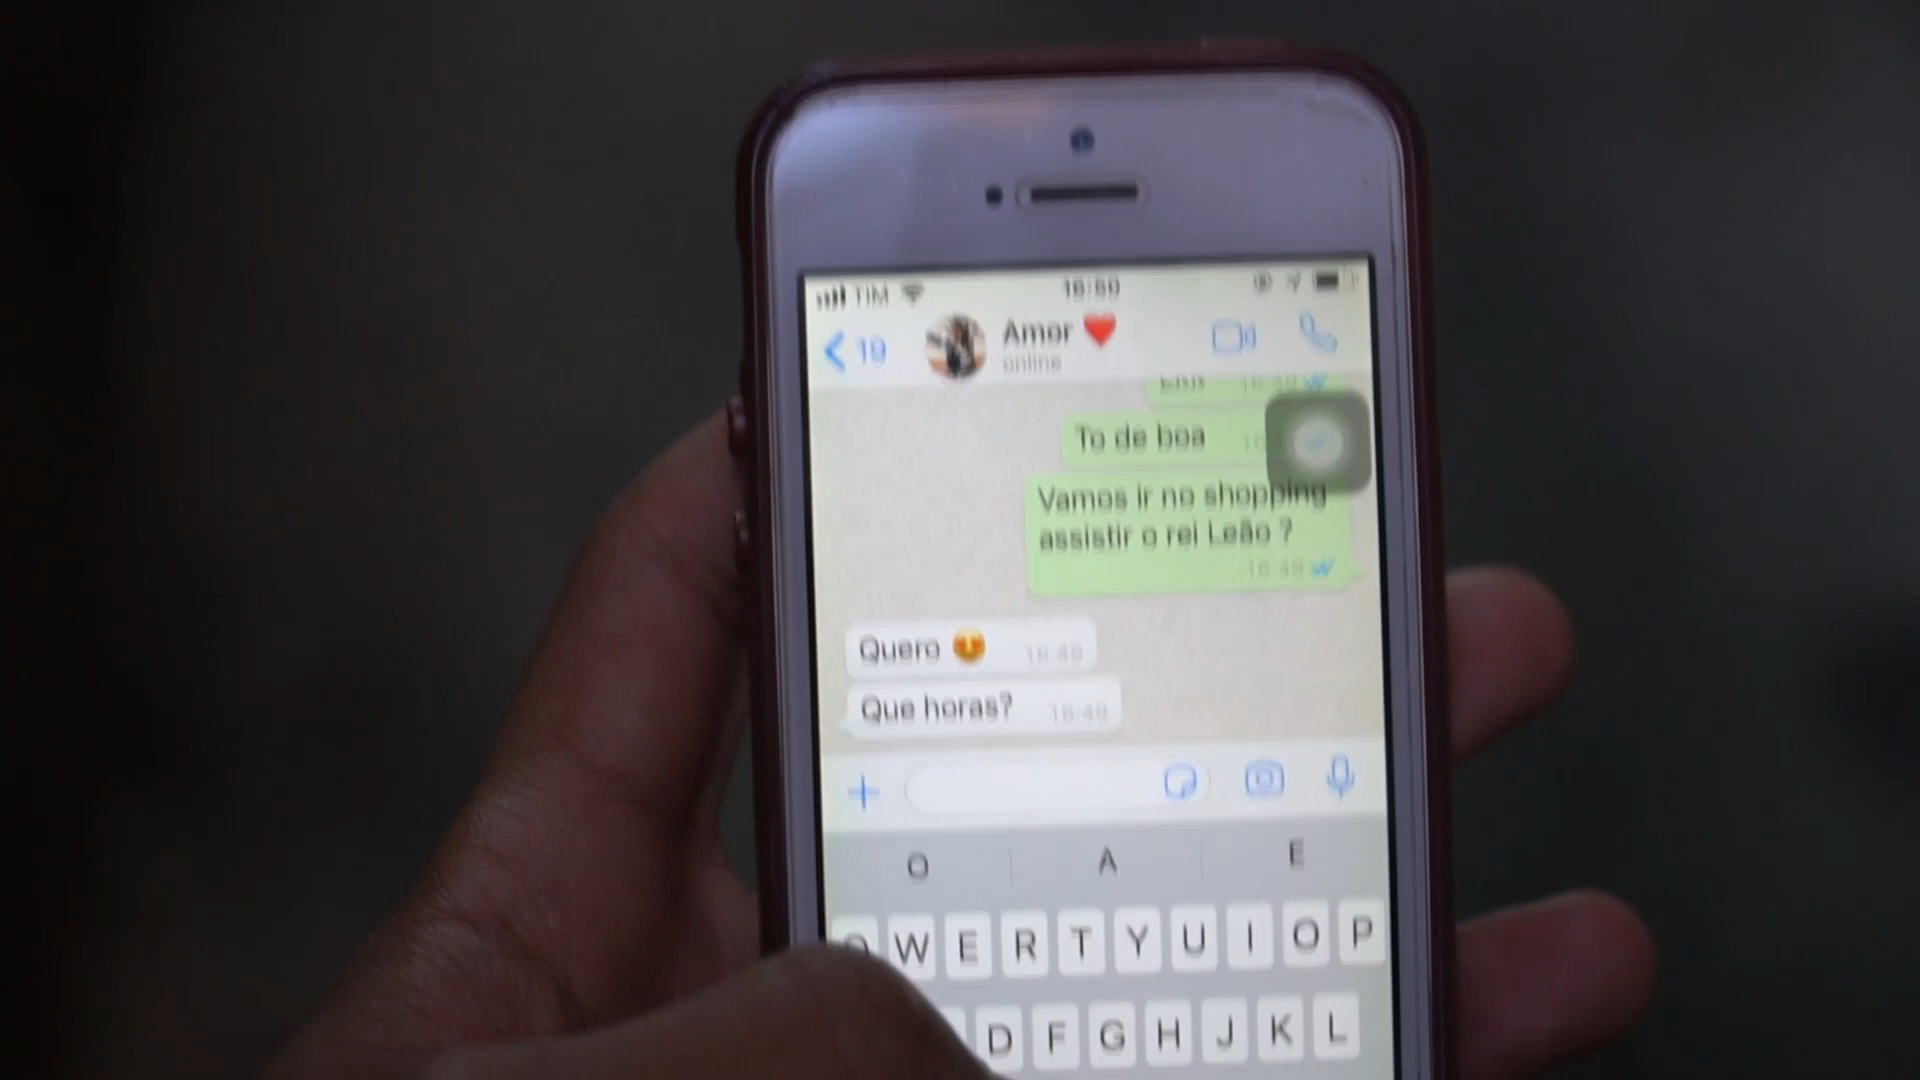 TIM 16:50
19 Amor ❤️
online
To de boa
Vamos ir no shopping
assistir o rei Leão ?
16:49
Quero 😍 16:49
Que horas? 16:49
O A E
W E R T Y U I O P
D F G H J K L